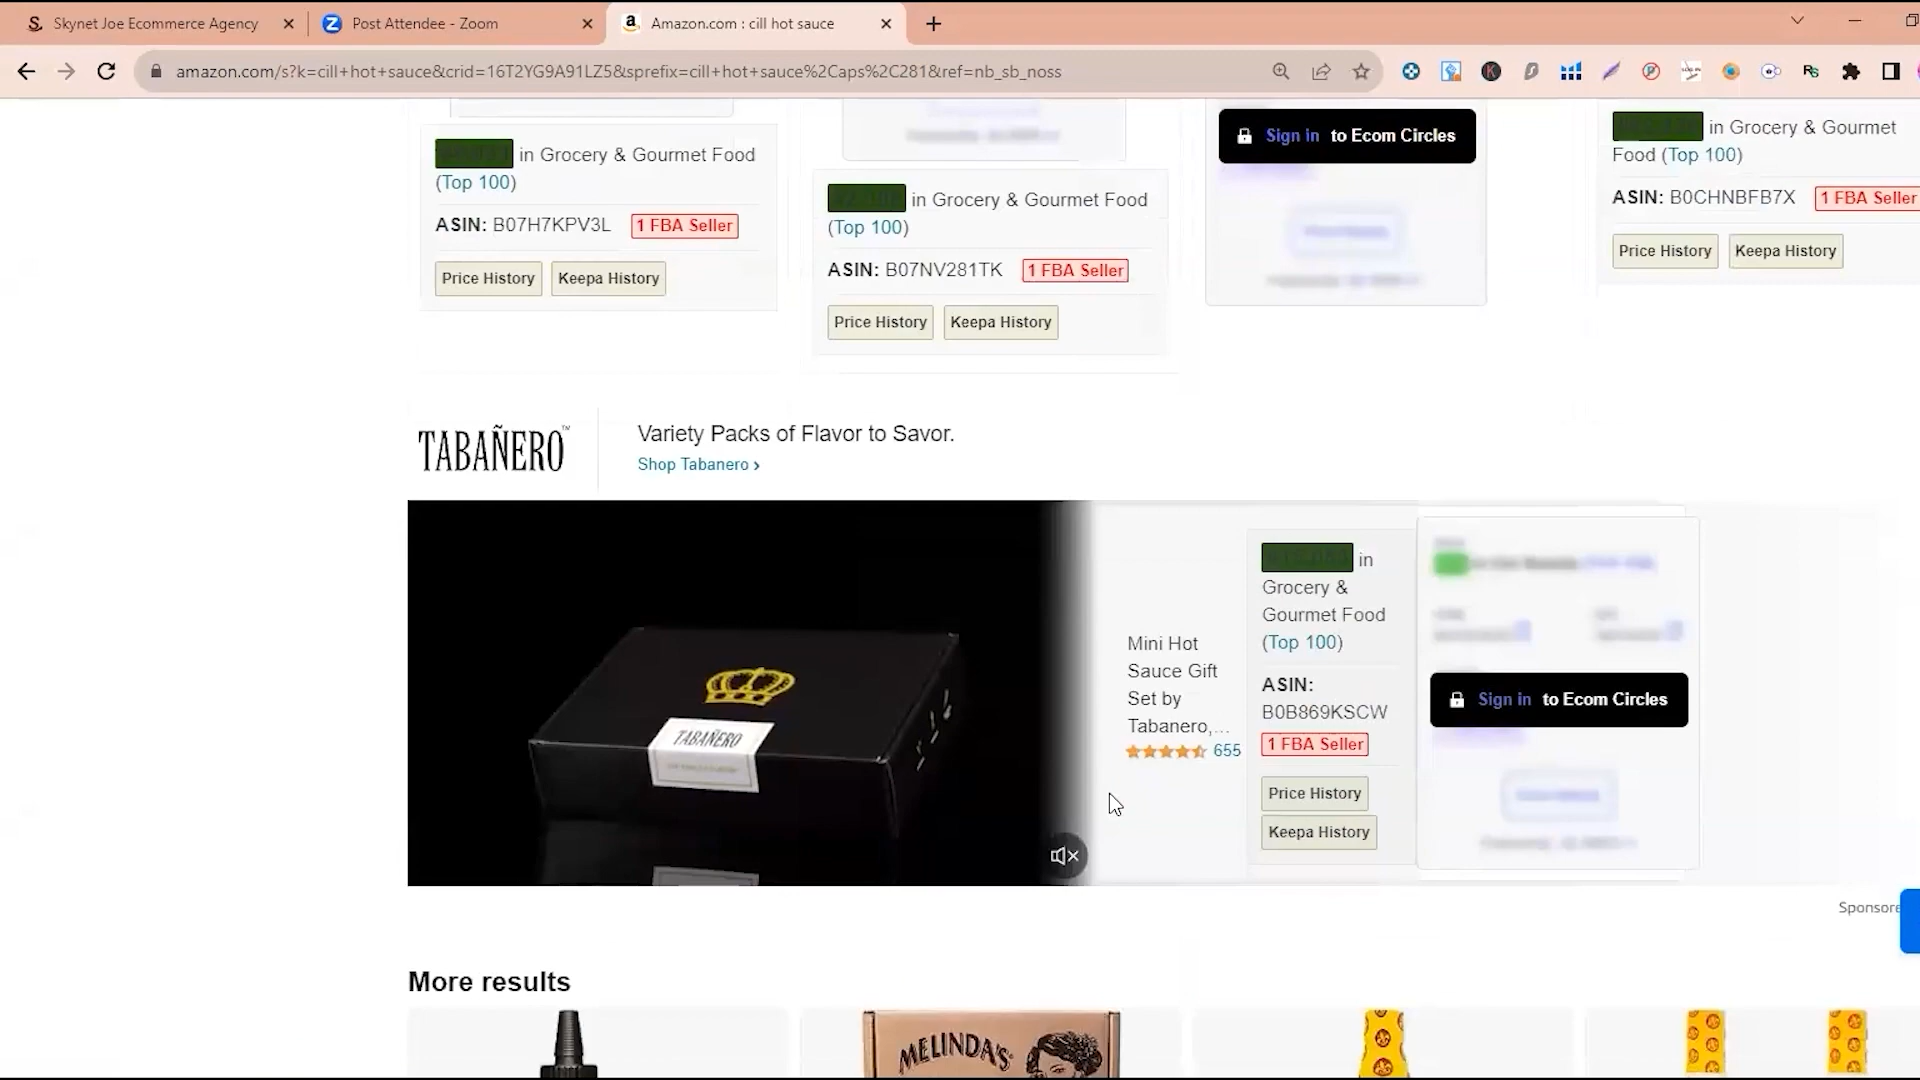 Skynet Joe Ecommerce Agency
Post Attendee - Zoom
Amazon.com : cill hot sauce
amazon.com/s?k=cill+hot+sauce&crid=16T2YG9A91LZ5&sprefix=cill+hot+sauce%2Caps%2C281&ref=nb_sb_noss
in Grocery & Gourmet Food
(Top 100)
ASIN: B07H7KPV3L 1 FBA Seller
Price History Keepa History
in Grocery & Gourmet Food
(Top 100)
ASIN: B07NV281TK 1 FBA Seller
Price History Keepa History
Sign in to Ecom Circles
in Grocery & Gourmet
Food (Top 100)
ASIN: B0CHNBFB7X 1 FBA Seller
Price History Keepa History
TABAÑERO™
Variety Packs of Flavor to Savor.
Shop Tabanero ›
TABAÑERO
Mini Hot
Sauce Gift
Set by
Tabanero,...
655
in
Grocery &
Gourmet Food
(Top 100)
ASIN:
B0B869KSCW
1 FBA Seller
Price History
Keepa History
Sign in to Ecom Circles
Sponsore
More results
MELINDA'S